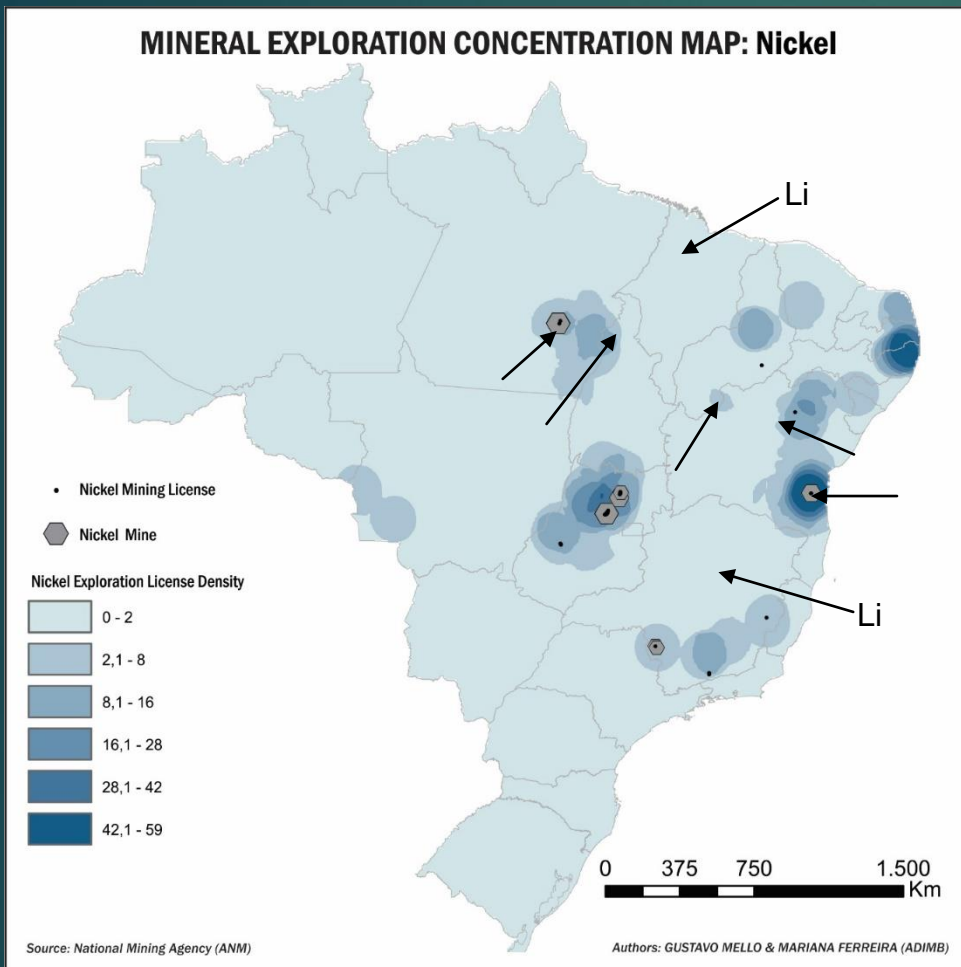 MINERAL EXPLORATION CONCENTRATION MAP: Nickel
Li
Nickel Mining License
Nickel Mine
Li
Nickel Exploration License Density
0 - 2
2,1 - 8
8,1 - 16
16,1 - 28
28,1 - 42
42,1 - 59
0 375 750 1.500
Km
Source: National Mining Agency (ANM)
Authors: GUSTAVO MELLO & MARIANA FERREIRA (ADIMB)